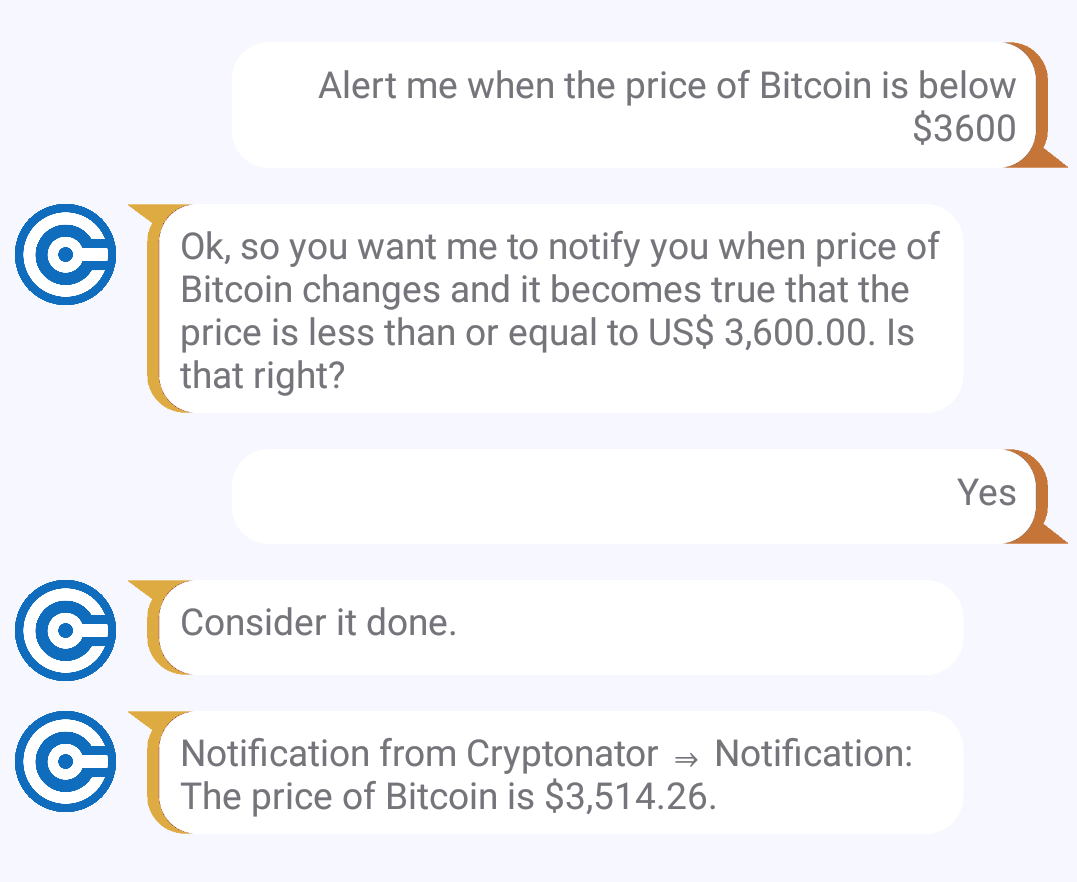 Alert me when the price of Bitcoin is below
$3600
Ok, so you want me to notify you when price of
Bitcoin changes and it becomes true that the
price is less than or equal to US$ 3,600.00. Is
that right?
Yes
Consider it done.
Notification from Cryptonator ⇒ Notification:
The price of Bitcoin is $3,514.26.